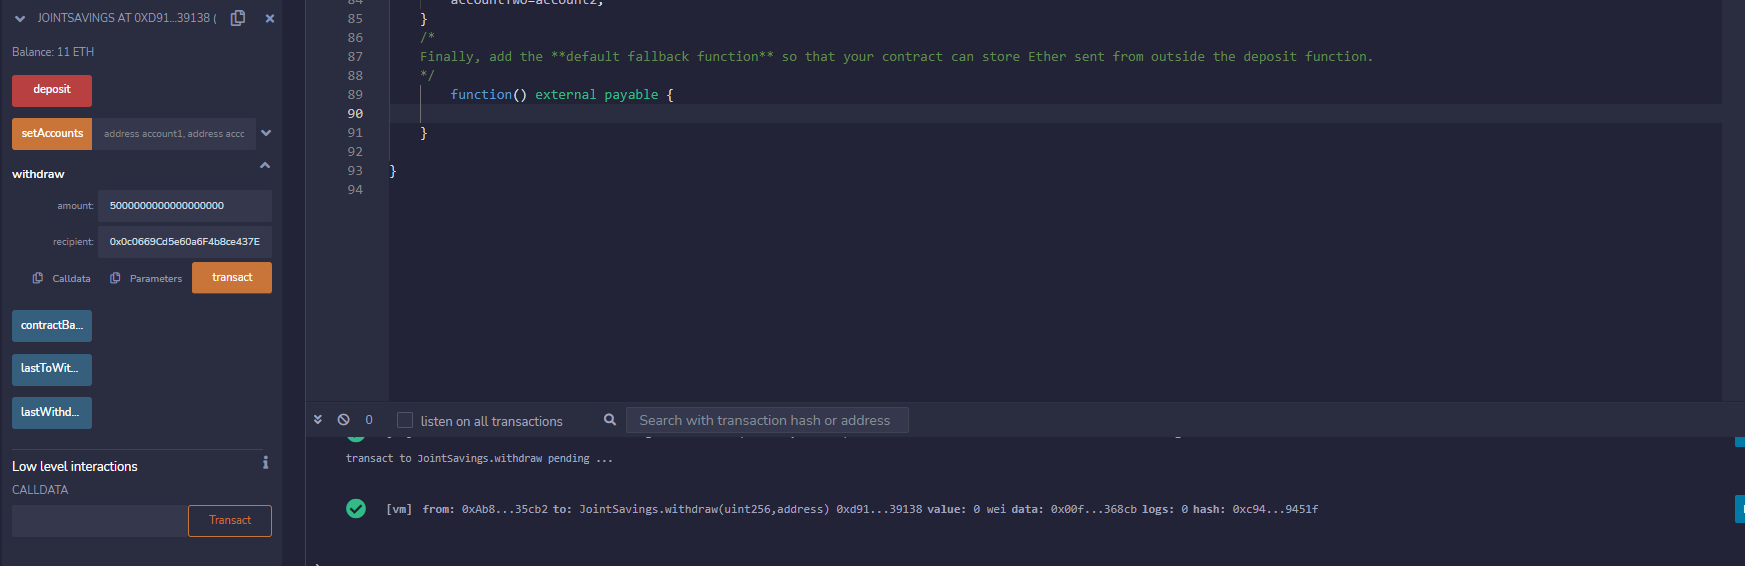 JOINTSAVINGS AT 0XD91...39138 (
Balance: 11 ETH
deposit
setAccounts address account1, address accc
withdraw
amount: 5000000000000000000
recipient: 0x0c0669Cd5e60a6F4b8ce437E
Calldata Parameters transact
contractBa...
lastToWit...
lastWithd...
Low level interactions
CALLDATA
Transact
84 accountTwo=account2;
85 }
86 /*
87 Finally, add the **default fallback function** so that your contract can store Ether sent from outside the deposit function.
88 */
89 function() external payable {
90
91 }
92
93 }
94
0 listen on all transactions Search with transaction hash or address
transact to JointSavings.withdraw pending ...
[vm] from: 0xAb8...35cb2 to: JointSavings.withdraw(uint256,address) 0xd91...39138 value: 0 wei data: 0x00f...368cb logs: 0 hash: 0xc94...9451f